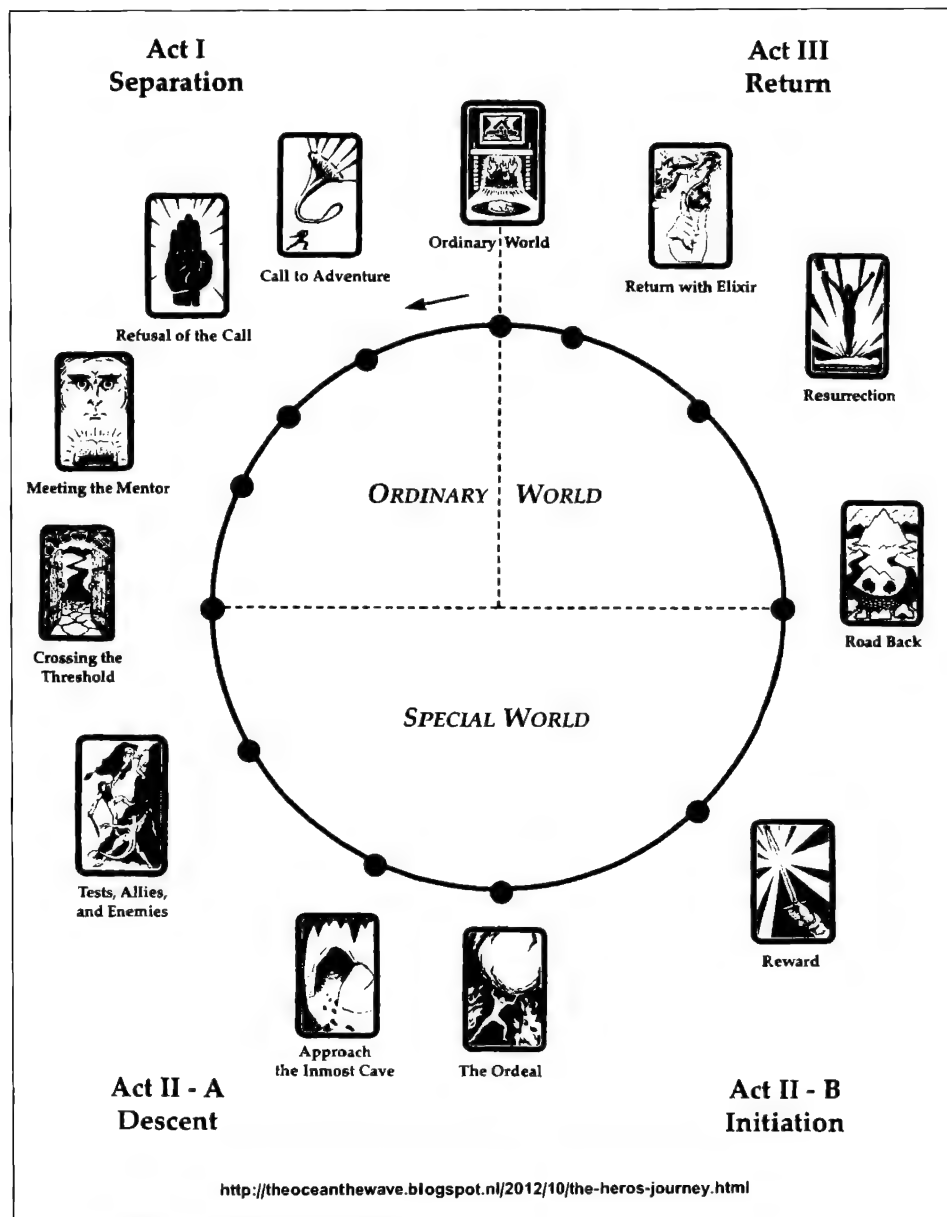 Act I
Separation
Act III
Return
Ordinary World
Call to Adventure
Return with Elixir
Refusal of the Call
Resurrection
Meeting the Mentor
ORDINARY WORLD
Crossing the
Threshold
Road Back
SPECIAL WORLD
Tests, Allies,
and Enemies
Reward
Approach
the Inmost Cave
The Ordeal
Act II - A
Descent
Act II - B
Initiation
http://theoceanthewave.blogspot.nl/2012/10/the-heros-journey.html